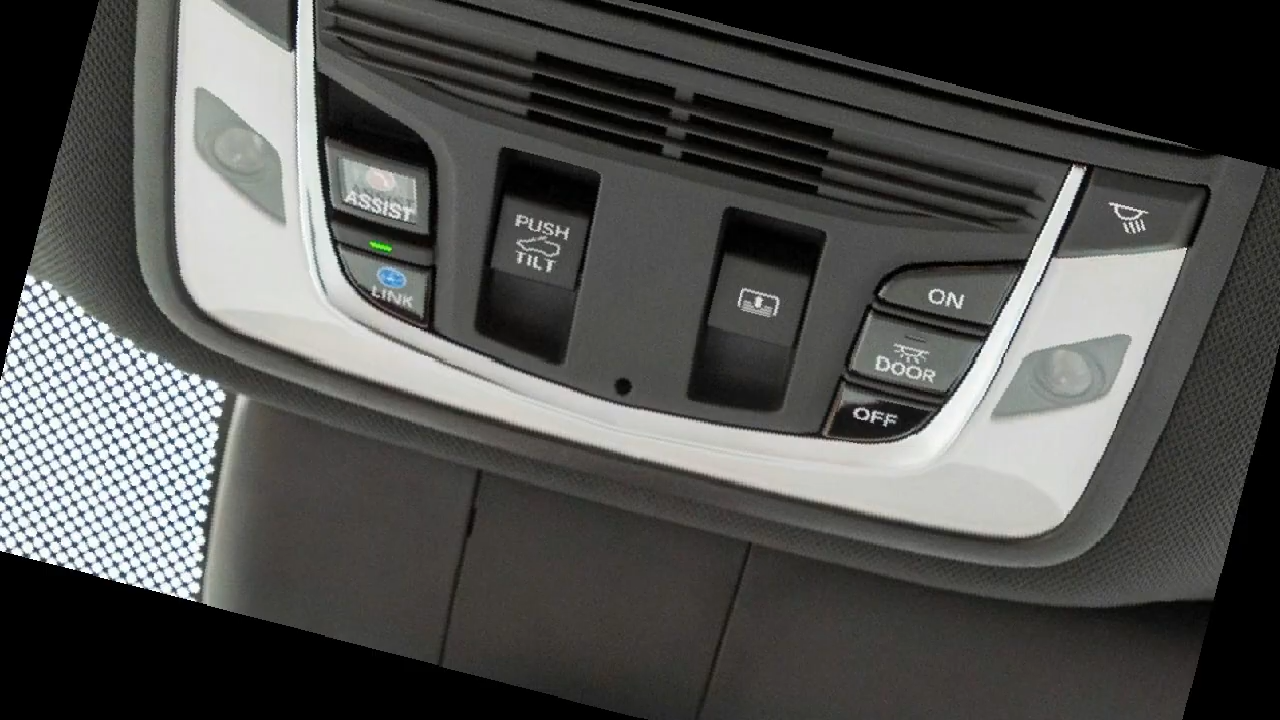 ASSIST
LINK
PUSH
TILT
ON
DOOR
OFF